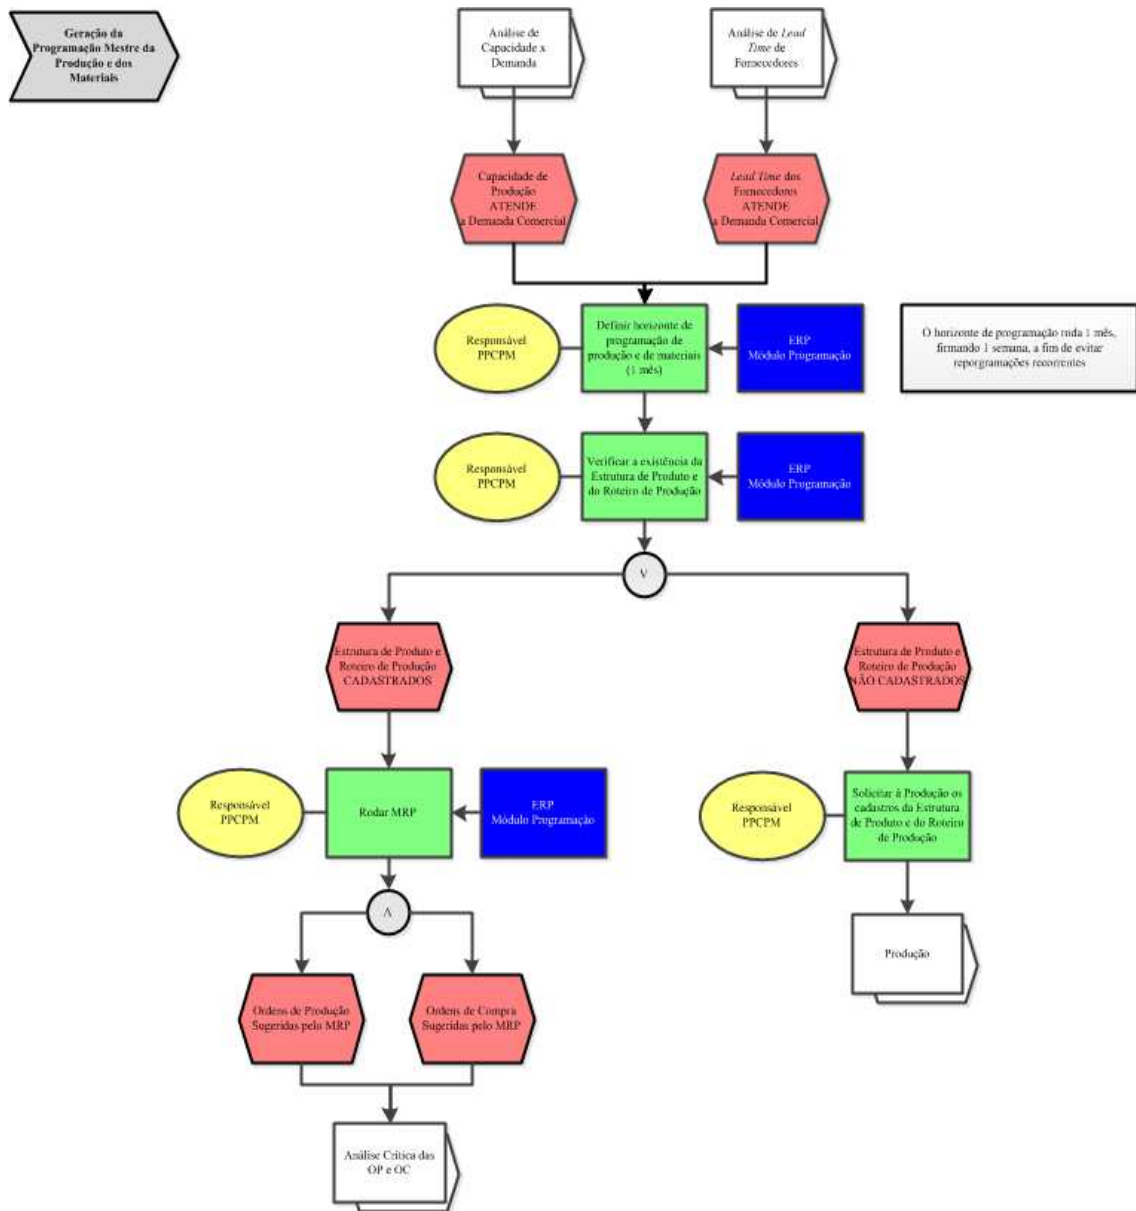 Geração da
Programação Mestre da
Produção e dos
Materiais
Análise de
Capacidade x
Demanda
Análise de Lead
Time de
Fornecedores
Capacidade de
Produção
ATENDE
a Demanda Comercial
Lead Time dos
Fornecedores
ATENDE
a Demanda Comercial
Responsável
PPCPM
Definir horizonte de
programação de
produção e de materiais
(1 mês)
ERP
Módulo Programação
O horizonte de programação roda 1 mês,
firmando 1 semana, a fim de evitar
reporgramações recorrentes
Responsável
PPCPM
Verificar a existência da
Estrutura de Produto e
do Roteiro de Produção
ERP
Módulo Programação
V
Estrutura de Produto e
Roteiro de Produção
CADASTRADOS
Estrutura de Produto e
Roteiro de Produção
NÃO CADASTRADOS
Responsável
PPCPM
Rodar MRP
ERP
Módulo Programação
Responsável
PPCPM
Solicitar à Produção os
cadastros da Estrutura
de Produto e do Roteiro
de Produção
Λ
Produção
Ordens de Produção
Sugeridas pelo MRP
Ordens de Compra
Sugeridas pelo MRP
Análise Crítica das
OP e OC